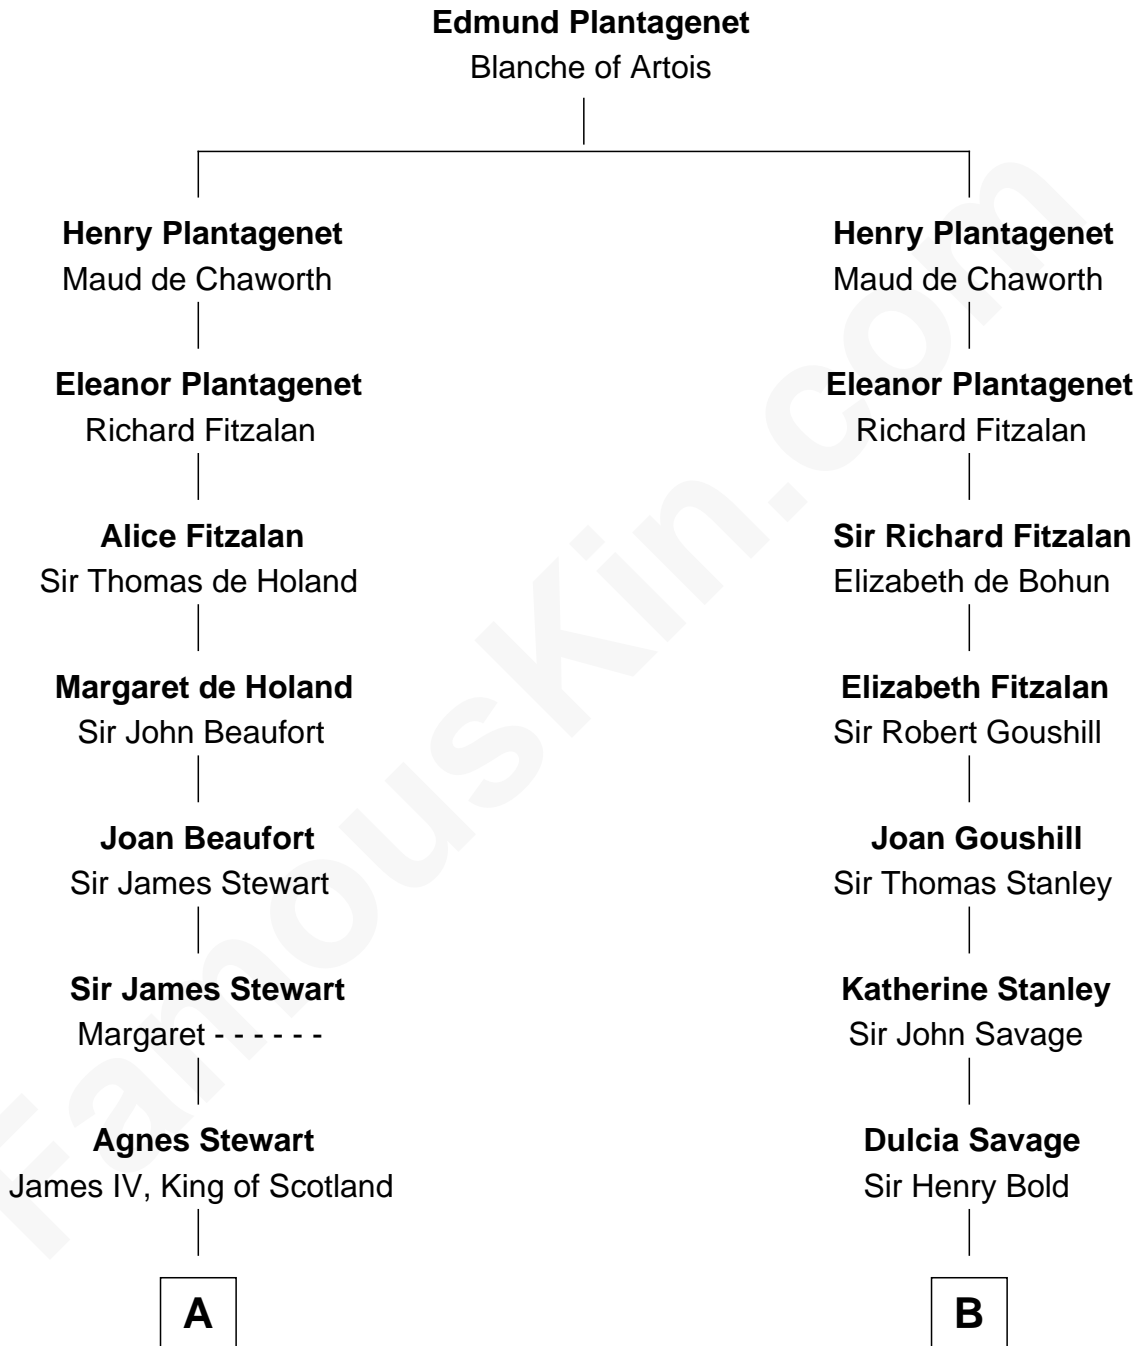 Edmund Plantagenet
Blanche of Artois
Henry Plantagenet
Maud de Chaworth
Eleanor Plantagenet
Richard Fitzalan
Alice Fitzalan
Sir Thomas de Holand
Margaret de Holand
Sir John Beaufort
Joan Beaufort
Sir James Stewart
Sir James Stewart
Margaret - - - - - -
Agnes Stewart
James IV, King of Scotland
A
Henry Plantagenet
Maud de Chaworth
Eleanor Plantagenet
Richard Fitzalan
Sir Richard Fitzalan
Elizabeth de Bohun
Elizabeth Fitzalan
Sir Robert Goushill
Joan Goushill
Sir Thomas Stanley
Katherine Stanley
Sir John Savage
Dulcia Savage
Sir Henry Bold
B
FamousKin.com